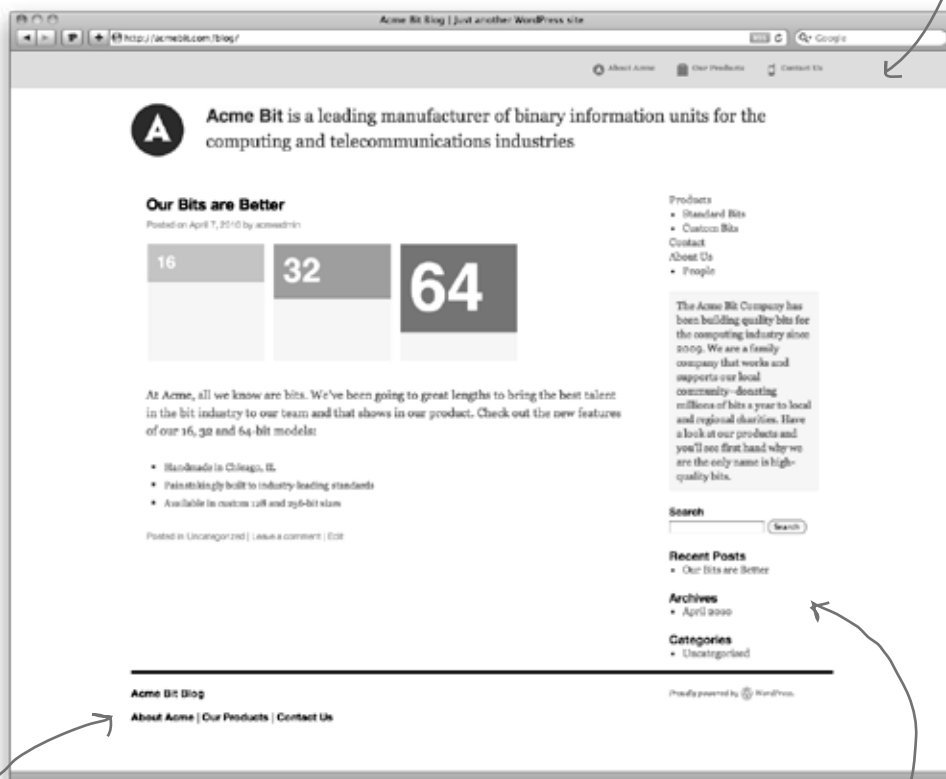 Acme Bit Blog | Just another WordPress site
http://acmebit.com/blog/
RSS
Google
About Acme
Our Products
Contact Us
A
Acme Bit is a leading manufacturer of binary information units for the
computing and telecommunications industries
Our Bits are Better
Posted on April 7, 2010 by acmeadmin
16
32
64
At Acme, all we know are bits. We've been going to great lengths to bring the best talent
in the bit industry to our team and that shows in our product. Check out the new features
of our 16, 32 and 64-bit models:
• Handmade in Chicago, IL
• Painstakingly built to industry-leading standards
• Available in custom 128 and 256-bit sizes
Posted in Uncategorized | Leave a comment | Edit
Products
• Standard Bits
• Custom Bits
Contact
About Us
• People
The Acme Bit Company has
been building quality bits for
the computing industry since
2009. We are a family
company that works and
supports our local
community—donating
millions of bits a year to local
and regional charities. Have
a look at our products and
you'll see first hand why we
are the only name is high-
quality bits.
Search
Search
Recent Posts
• Our Bits are Better
Archives
• April 2010
Categories
• Uncategorized
Acme Bit Blog
About Acme | Our Products | Contact Us
Proudly powered by WordPress.